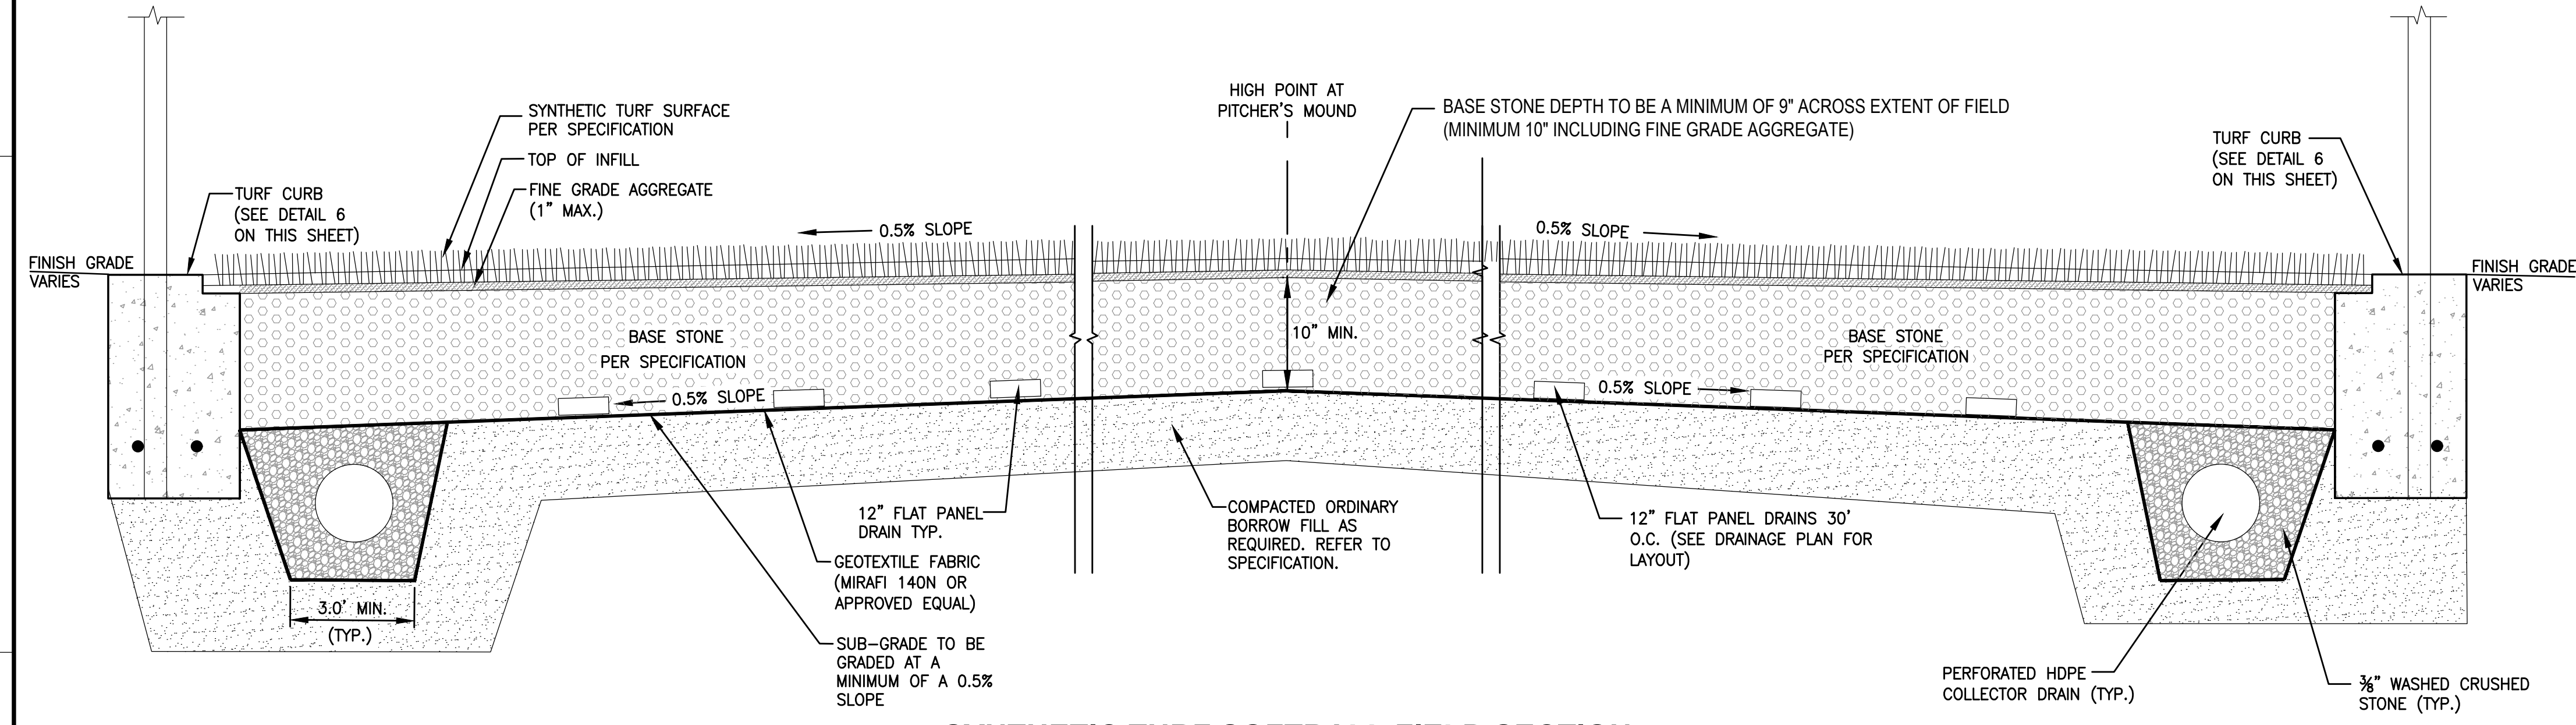 HIGH POINT AT
PITCHER'S MOUND
BASE STONE DEPTH TO BE A MINIMUM OF 9" ACROSS EXTENT OF FIELD
(MINIMUM 10" INCLUDING FINE GRADE AGGREGATE)
SYNTHETIC TURF SURFACE
PER SPECIFICATION
TOP OF INFILL
FINE GRADE AGGREGATE
(1" MAX.)
TURF CURB
(SEE DETAIL 6
ON THIS SHEET)
TURF CURB
(SEE DETAIL 6
ON THIS SHEET)
0.5% SLOPE
0.5% SLOPE
FINISH GRADE
VARIES
FINISH GRADE
VARIES
BASE STONE
PER SPECIFICATION
10" MIN.
BASE STONE
PER SPECIFICATION
0.5% SLOPE
0.5% SLOPE
12" FLAT PANEL
DRAIN TYP.
GEOTEXTILE FABRIC
(MIRAFI 140N OR
APPROVED EQUAL)
SUB-GRADE TO BE
GRADED AT A
MINIMUM OF A 0.5%
SLOPE
COMPACTED ORDINARY
BORROW FILL AS
REQUIRED. REFER TO
SPECIFICATION.
12" FLAT PANEL DRAINS 30'
O.C. (SEE DRAINAGE PLAN FOR
LAYOUT)
3.0' MIN.
(TYP.)
PERFORATED HDPE
COLLECTOR DRAIN (TYP.)
⅜" WASHED CRUSHED
STONE (TYP.)